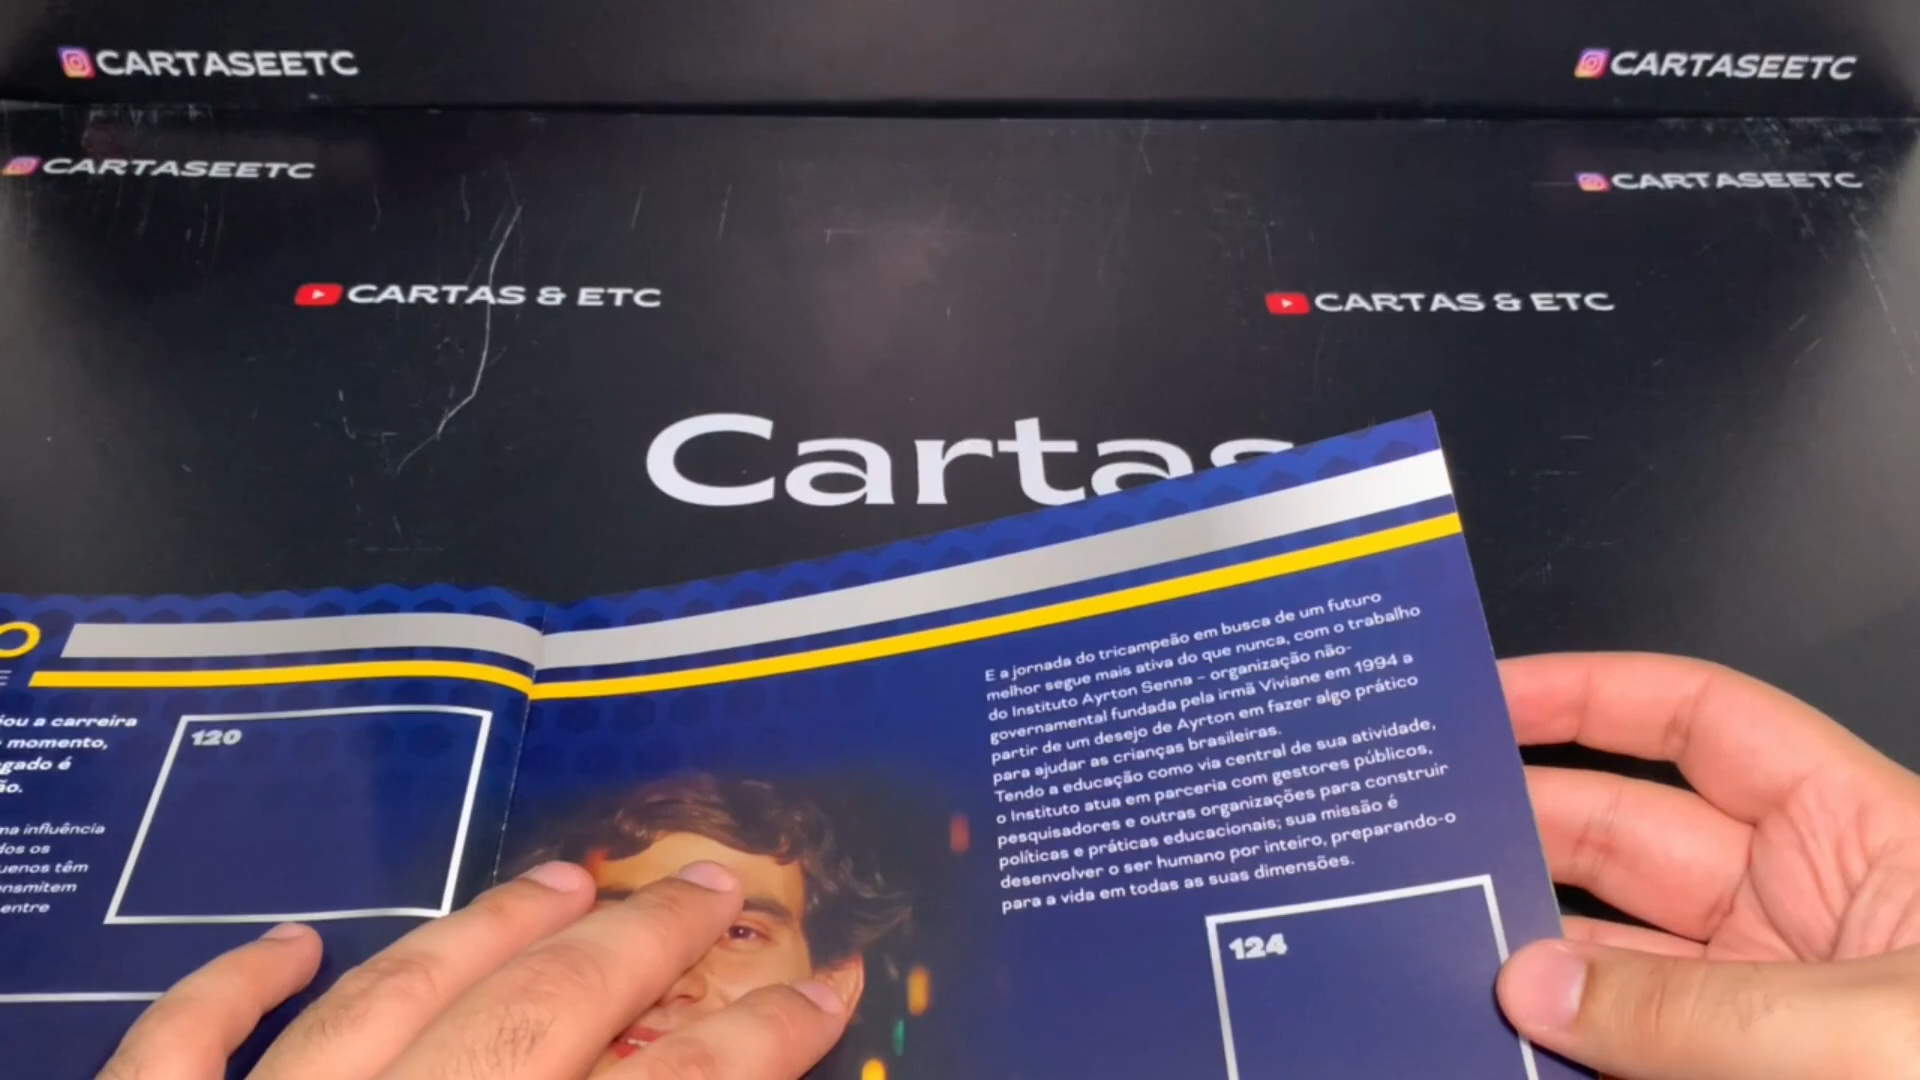 CARTASEETC
CARTASEETC
CARTASEETC
CARTASEETC
CARTAS & ETC
CARTAS & ETC
Cartas
E a jornada do tricampeão em busca de um futuro
melhor segue mais ativa do que nunca, com o trabalho
do Instituto Ayrton Senna – organização não-
governamental fundada pela irmã Viviane em 1994 a
partir de um desejo de Ayrton em fazer algo prático
para ajudar as crianças brasileiras.
Tendo a educação como via central de sua atividade,
o Instituto atua em parceria com gestores públicos,
pesquisadores e outras organizações para construir
políticas e práticas educacionais; sua missão é
desenvolver o ser humano por inteiro, preparando-o
para a vida em todas as suas dimensões.
a carreira
momento,
é
120
influência
os
têm
entre
124